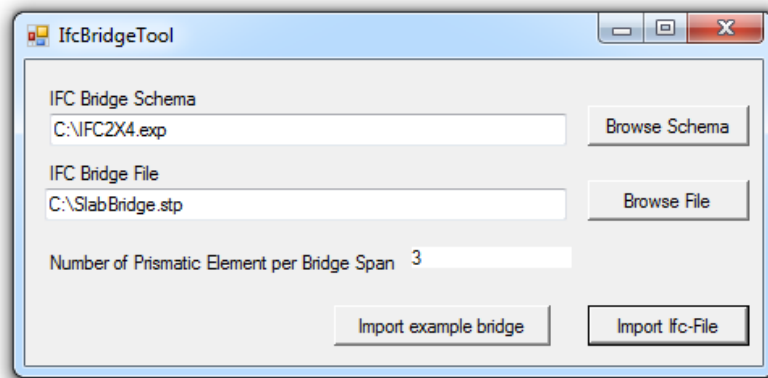 IfcBridgeTool
IFC Bridge Schema
C:\IFC2X4.exp
Browse Schema
IFC Bridge File
C:\SlabBridge.stp
Browse File
Number of Prismatic Element per Bridge Span 3
Import example bridge
Import Ifc-File